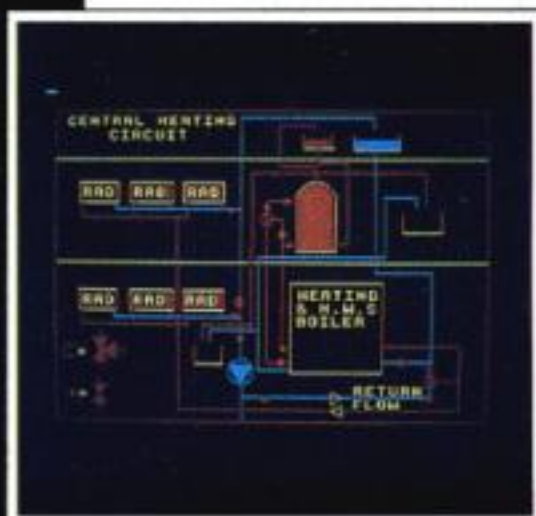 CENTRAL HEATING
CIRCUIT
RAD RAD RAD
RAD RAD RAD
HEATING
& H.W.S
BOILER
RETURN
FLOW